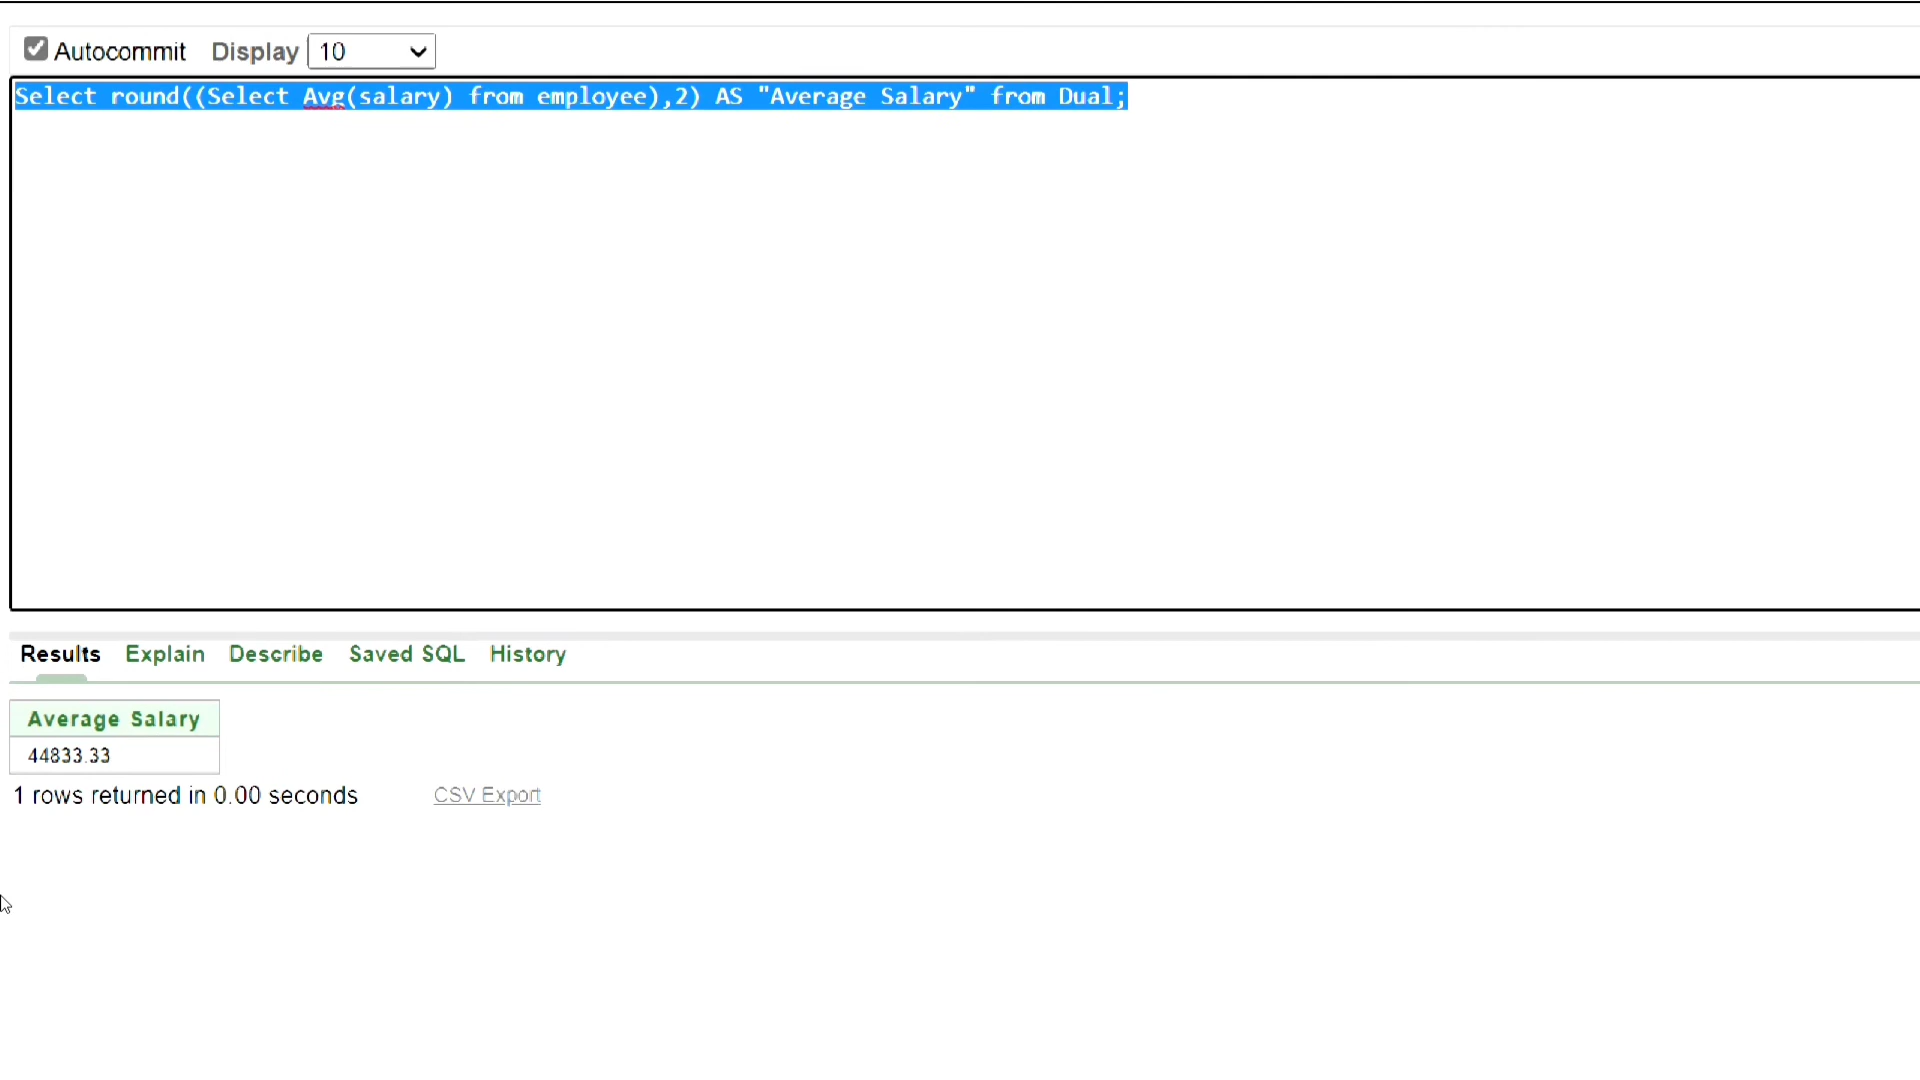 Autocommit Display 10
Select round((Select Avg(salary) from employee),2) AS "Average Salary" from Dual;
Results Explain Describe Saved SQL History
Average Salary
44833.33
1 rows returned in 0.00 seconds CSV Export